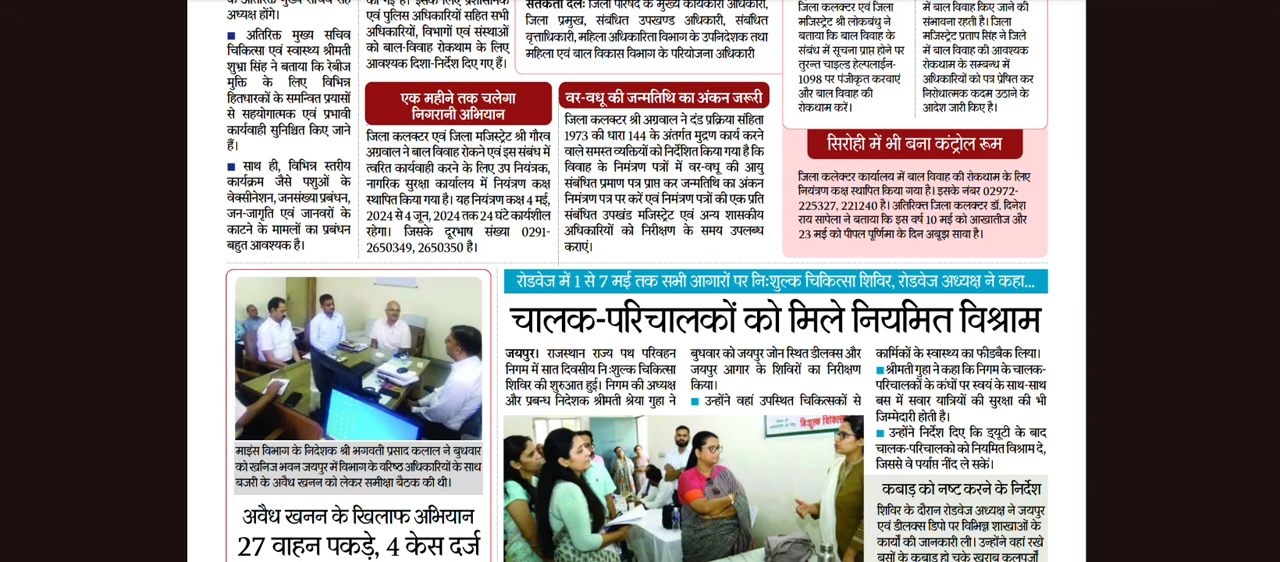 अध्यक्ष होंगे।
■ अतिरिक्त मुख्य सचिव
चिकित्सा एवं स्वास्थ्य श्रीमती
शुभ्रा सिंह ने बताया कि रेबीज
मुक्ति के लिए विभिन्न
हितधारकों के समन्वित प्रयासों
से सहयोगात्मक एवं प्रभावी
कार्यवाही सुनिश्चित किए जाने
हैं।
■ साथ ही, विभिन्न स्तरीय
कार्यक्रम जैसे पशुओं के
वेक्सीनेशन, जनसंख्या प्रबंधन,
जन-जागृति एवं जानवरों के
काटने के मामलों का प्रबंधन
बहुत आवश्यक है।
एवं पुलिस अधिकारियों सहित सभी
अधिकारियों, विभागों एवं संस्थाओं
को बाल-विवाह रोकथाम के लिए
आवश्यक दिशा-निर्देश दिए गए हैं।
सतर्कता दल: जिला परिषद के मुख्य कार्यकारी अधिकारी,
जिला प्रमुख, संबंधित उपखण्ड अधिकारी, संबंधित
वृत्ताधिकारी, महिला अधिकारिता विभाग के उपनिदेशक तथा
महिला एवं बाल विकास विभाग के परियोजना अधिकारी
एक महीने तक चलेगा
निगरानी अभियान
जिला कलक्टर एवं जिला मजिस्ट्रेट श्री गौरव
अग्रवाल ने बाल विवाह रोकने एवं इस संबंध में
त्वरित कार्यवाही करने के लिए उप नियंत्रक,
नागरिक सुरक्षा कार्यालय में नियंत्रण कक्ष
स्थापित किया गया है। यह नियंत्रण कक्ष 4 मई,
2024 से 4 जून, 2024 तक 24 घंटे कार्यशील
रहेगा। जिसके दूरभाष संख्या 0291-
2650349, 2650350 है।
वर-वधू की जन्मतिथि का अंकन जरूरी
जिला कलक्टर श्री अग्रवाल ने दंड प्रक्रिया संहिता
1973 की धारा 144 के अंतर्गत मुद्रण कार्य करने
वाले समस्त व्यक्तियों को निर्देशित किया गया है कि
विवाह के निमंत्रण पत्रों में वर-वधू की आयु
संबंधित प्रमाण पत्र प्राप्त कर जन्मतिथि का अंकन
निमंत्रण पत्र पर करें एवं निमंत्रण पत्रों की एक प्रति
संबंधित उपखंड मजिस्ट्रेट एवं अन्य शासकीय
अधिकारियों को निरीक्षण के समय उपलब्ध
कराएं।
जिला कलक्टर एवं जिला
मजिस्ट्रेट श्री लोकबंधु ने
बताया कि बाल विवाह के
संबंध में सूचना प्राप्त होने पर
तुरन्त चाइल्ड हेल्पलाईन-
1098 पर पंजीकृत करवाएं
और बाल विवाह की
रोकथाम करें।
में बाल विवाह किए जाने की
संभावना रहती है। जिला
मजिस्ट्रेट प्रताप सिंह ने जिले
में बाल विवाह की आवश्यक
रोकथाम के सम्बन्ध में
अधिकारियों को पत्र प्रेषित कर
निरोधात्मक कदम उठाने के
आदेश जारी किए है।
सिरोही में भी बना कंट्रोल रूम
जिला कलेक्टर कार्यालय में बाल विवाह की रोकथाम के लिए
नियंत्रण कक्ष स्थापित किया गया है। इसके नंबर 02972-
225327, 221240 है। अतिरिक्त जिला कलक्टर डॉ. दिनेश
राय सापेला ने बताया कि इस वर्ष 10 मई को आखातीज और
23 मई को पीपल पूर्णिमा के दिन अबूझ सावा है।
माइंस विभाग के निदेशक श्री भगवती प्रसाद कलाल ने बुधवार
को खनिज भवन जयपुर में विभाग के वरिष्ठ अधिकारियों के साथ
बजरी के अवैध खनन को लेकर समीक्षा बैठक की थी।
अवैध खनन के खिलाफ अभियान
27 वाहन पकड़े, 4 केस दर्ज
रोडवेज में 1 से 7 मई तक सभी आगारों पर नि:शुल्क चिकित्सा शिविर, रोडवेज अध्यक्ष ने कहा...
चालक-परिचालकों को मिले नियमित विश्राम
जयपुर। राजस्थान राज्य पथ परिवहन
निगम में सात दिवसीय नि:शुल्क चिकित्सा
शिविर की शुरुआत हुई। निगम की अध्यक्ष
और प्रबन्ध निदेशक श्रीमती श्रेया गुहा ने
बुधवार को जयपुर जोन स्थित डीलक्स और
जयपुर आगार के शिविरों का निरीक्षण
किया।
■ उन्होंने वहां उपस्थित चिकित्सकों से
कार्मिकों के स्वास्थ्य का फीडबैक लिया।
■ श्रीमती गुहा ने कहा कि निगम के चालक-
परिचालकों के कंधों पर स्वयं के साथ-साथ
बस में सवार यात्रियों की सुरक्षा की भी
जिम्मेदारी होती है।
■ उन्होंने निर्देश दिए कि ड्यूटी के बाद
चालक-परिचालकों को नियमित विश्राम दे,
जिससे वे पर्याप्त नींद ले सकें।
कबाड़ को नष्ट करने के निर्देश
शिविर के दौरान रोडवेज अध्यक्ष ने जयपुर
एवं डीलक्स डिपो पर विभिन्न शाखाओं के
कार्यों की जानकारी ली। उन्होंने वहां रखे
बसों के कबाड़ हो चुके खराब कलपुर्जों